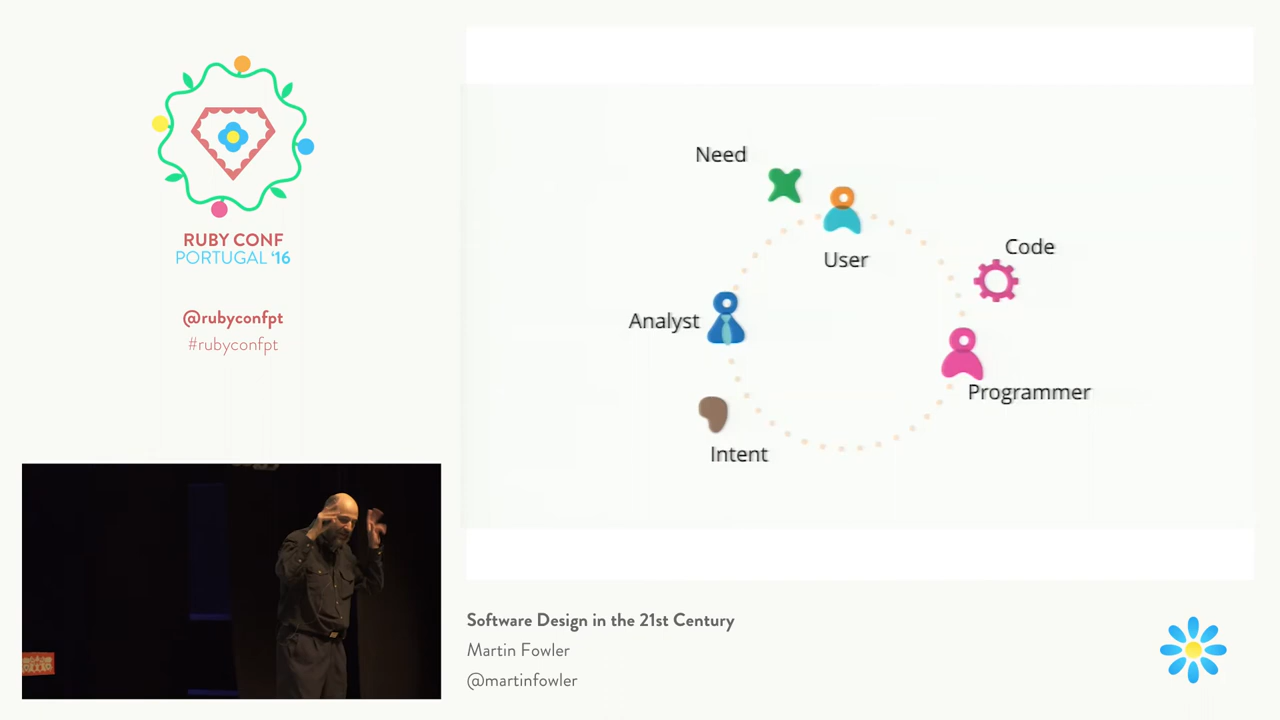 RUBY CONF
PORTUGAL '16
@rubyconfpt
#rubyconfpt
Need
User
Code
Analyst
Programmer
Intent
Software Design in the 21st Century
Martin Fowler
@martinfowler